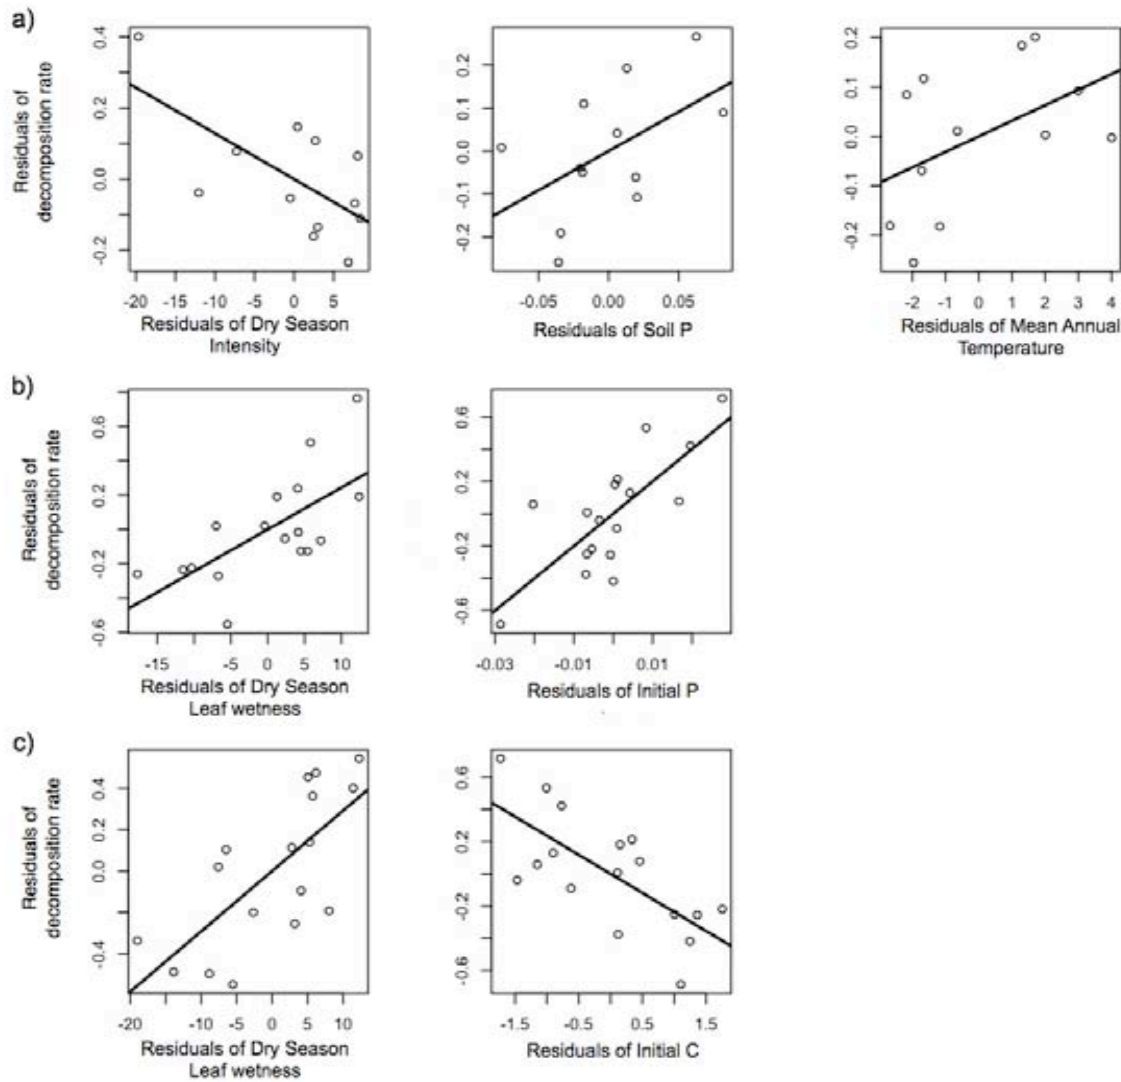 a)
Residuals of
decomposition rate
0.4
0.2
0.0
-0.2
-20 -15 -10 -5 0 5
Residuals of Dry Season
Intensity
0.2
0.1
0.0
-0.1
-0.2
-0.05 0.00 0.05
Residuals of Soil P
0.2
0.1
0.0
-0.1
-0.2
-2 -1 0 1 2 3 4
Residuals of Mean Annual
Temperature
b)
Residuals of
decomposition rate
0.6
0.2
-0.2
-0.6
-15 -5 0 5 10
Residuals of Dry Season
Leaf wetness
0.6
0.2
-0.2
-0.6
-0.03 -0.01 0.01
Residuals of Initial P
c)
Residuals of
decomposition rate
0.4
0.2
0.0
-0.4
-20 -10 -5 0 5 10
Residuals of Dry Season
Leaf wetness
0.6
0.2
-0.2
-0.6
-1.5 -0.5 0.5 1.5
Residuals of Initial C